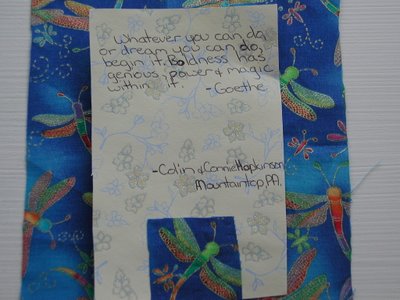 Whatever you can do
or dream you can do,
begin it. Boldness has
genious, power & magic
within it.
-Goethe
-Colin & Connie Hopkinson
Mountaintop, PA.